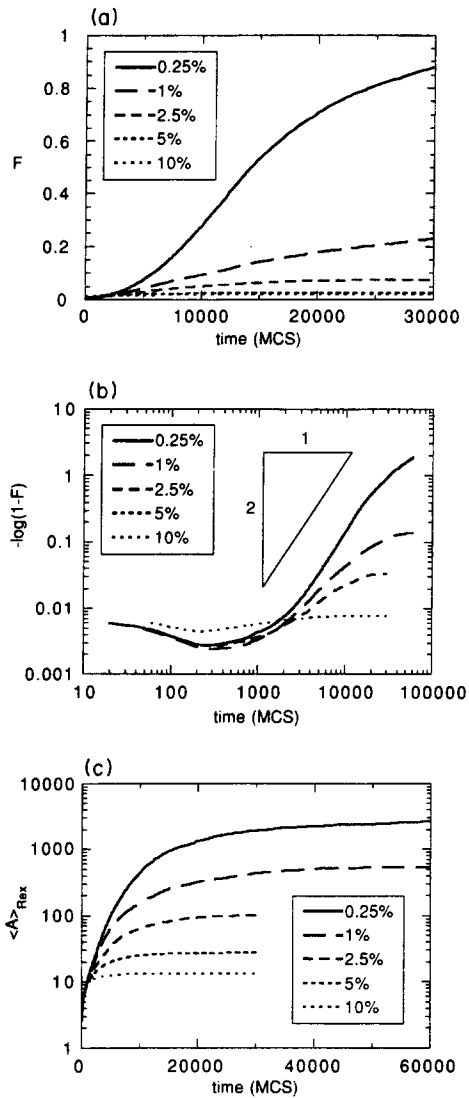 (a)
1
0.8
0.6
0.4
0.2
0
F
0.25%
1%
2.5%
5%
10%
0 10000 20000 30000
time (MCS)
(b)
10
1
0.1
0.01
0.001
-log(1-F)
0.25%
1%
2.5%
5%
10%
1
2
10 100 1000 10000 100000
time (MCS)
(c)
10000
1000
100
10
1
<A>Rex
0.25%
1%
2.5%
5%
10%
0 20000 40000 60000
time (MCS)